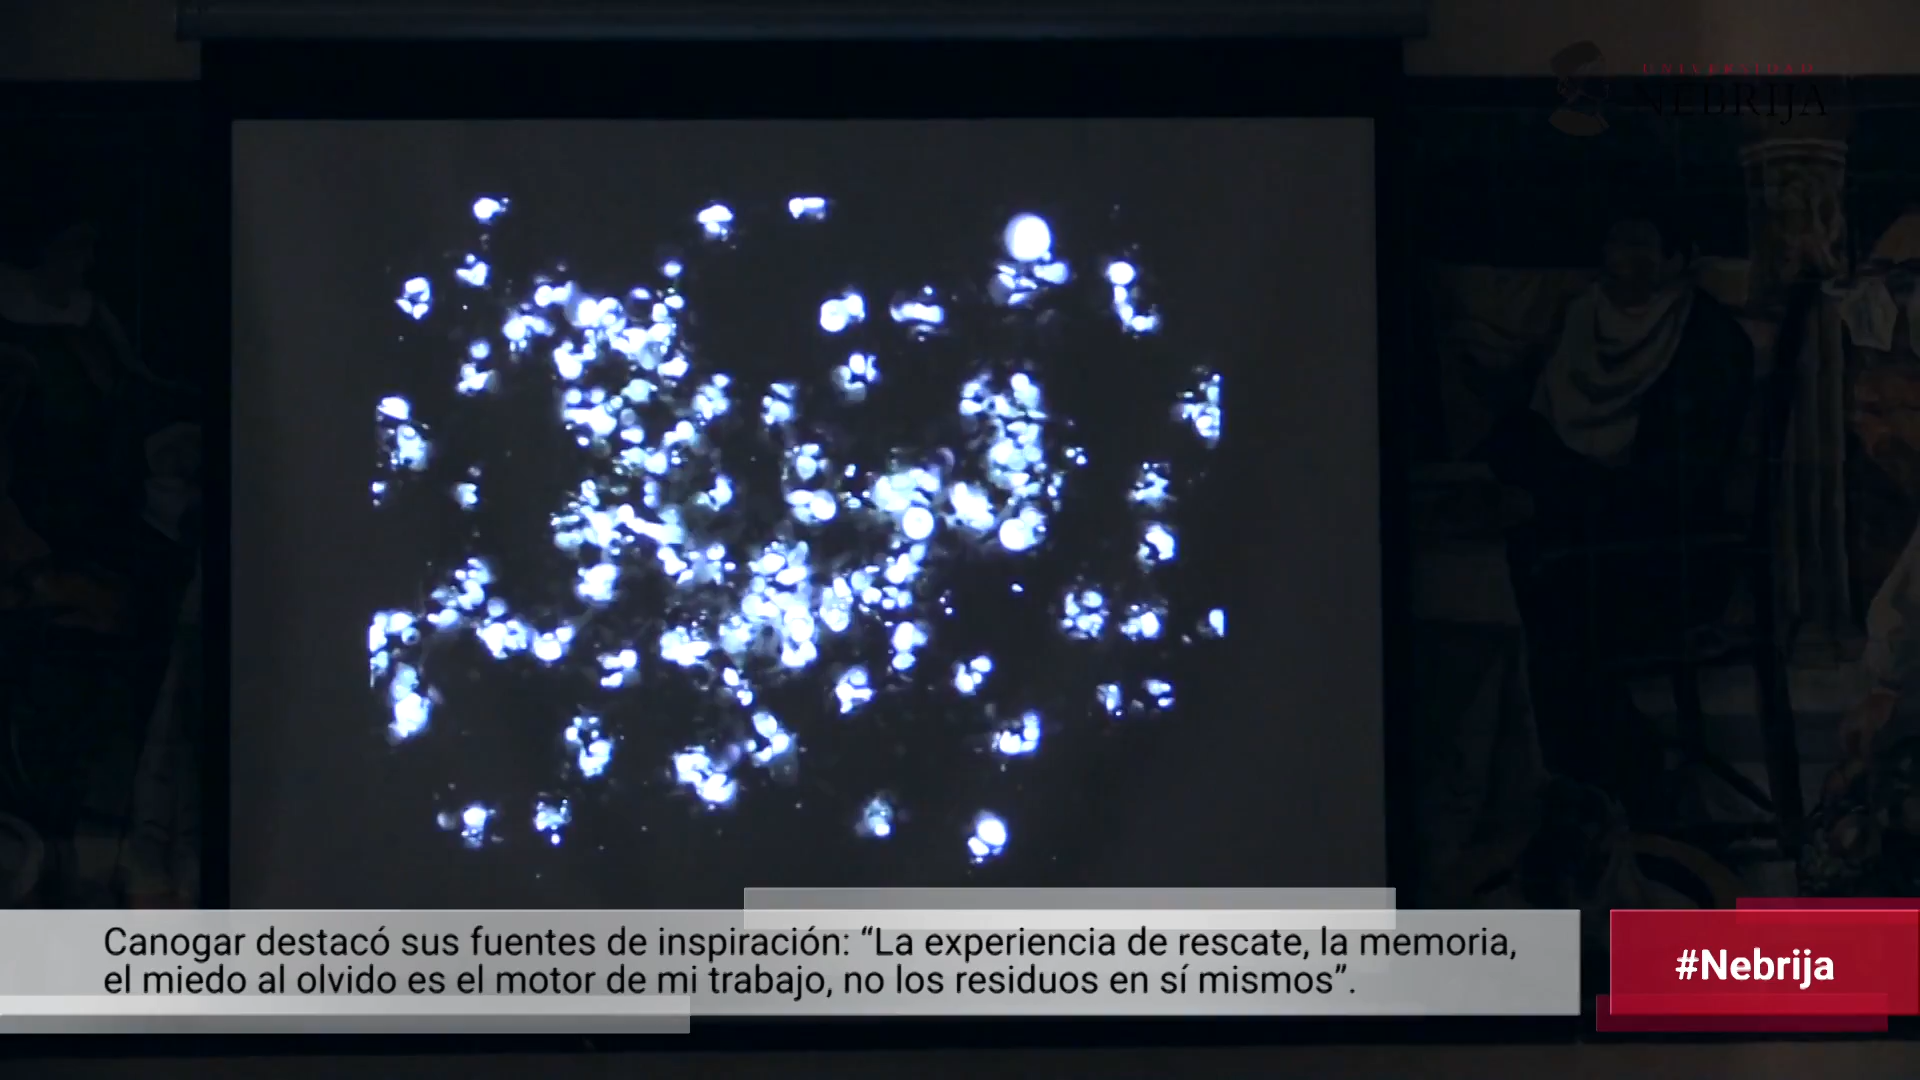 UNIVERSIDAD
NEBRIJA
Canogar destacó sus fuentes de inspiración: “La experiencia de rescate, la memoria,
el miedo al olvido es el motor de mi trabajo, no los residuos en sí mismos”.
#Nebrija